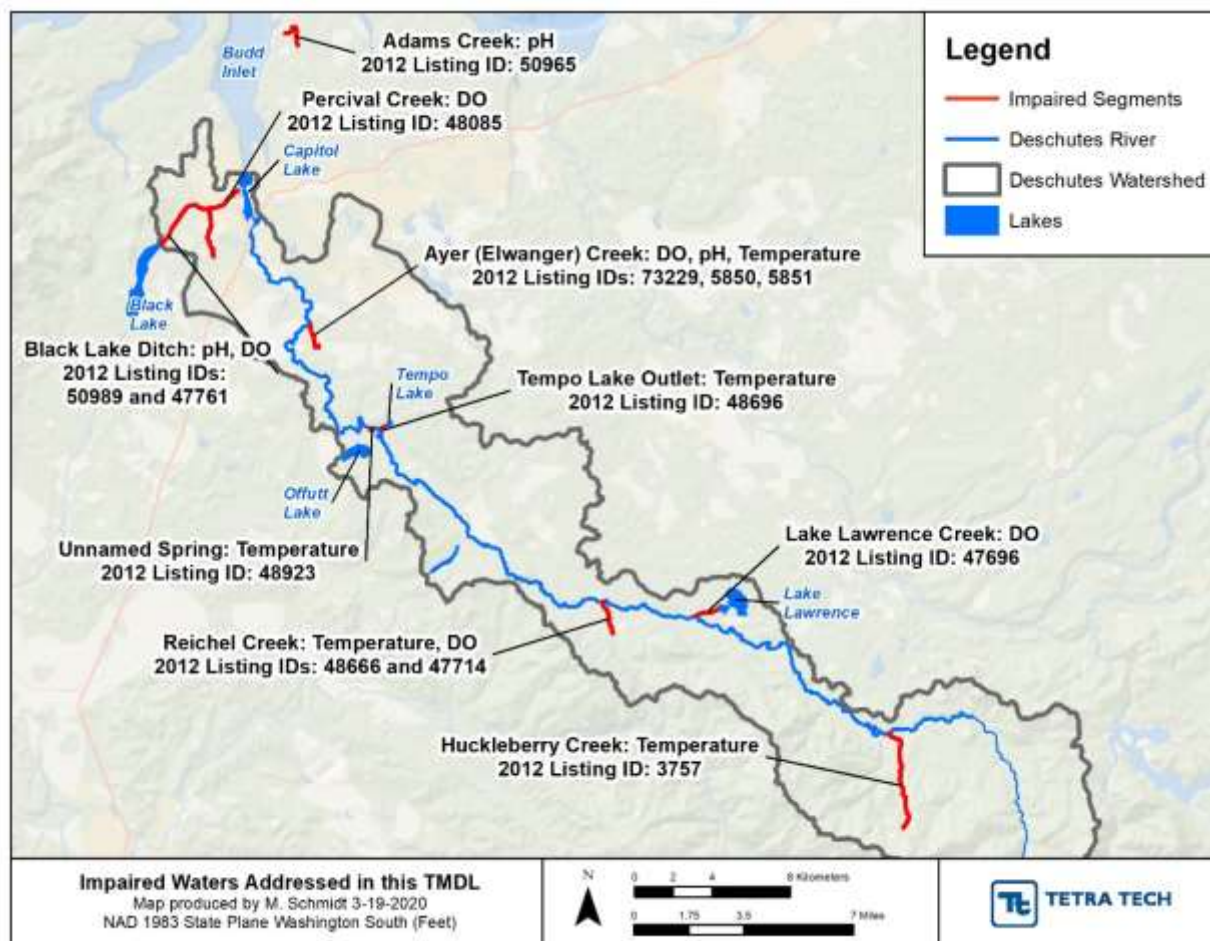 Adams Creek: pH
2012 Listing ID: 50965
Budd
Inlet
Percival Creek: DO
2012 Listing ID: 48085
Capitol
Lake
Ayer (Elwanger) Creek: DO, pH, Temperature
2012 Listing IDs: 73229, 5850, 5851
Black
Lake
Black Lake Ditch: pH, DO
2012 Listing IDs:
50989 and 47761
Tempo
Lake
Tempo Lake Outlet: Temperature
2012 Listing ID: 48696
Offutt
Lake
Unnamed Spring: Temperature
2012 Listing ID: 48923
Lake Lawrence Creek: DO
2012 Listing ID: 47696
Lake
Lawrence
Reichel Creek: Temperature, DO
2012 Listing IDs: 48666 and 47714
Huckleberry Creek: Temperature
2012 Listing ID: 3757
Legend
Impaired Segments
Deschutes River
Deschutes Watershed
Lakes
Impaired Waters Addressed in this TMDL
Map produced by M. Schmidt 3-19-2020
NAD 1983 State Plane Washington South (Feet)
N
0 2 4 8 Kilometers
0 1.75 3.5 7 Miles
Tt TETRA TECH